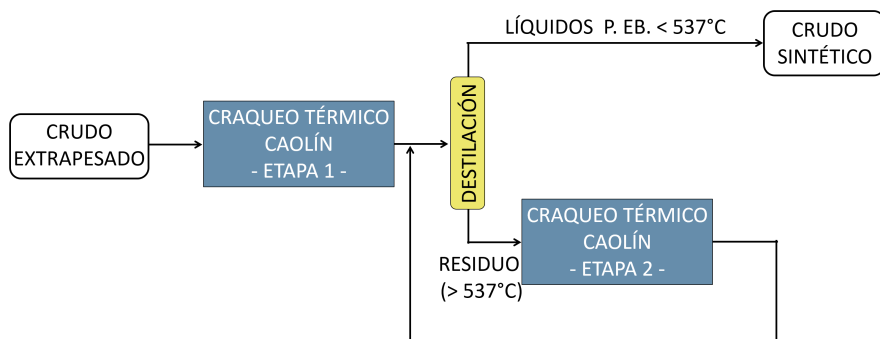 CRUDO
EXTRAPESADO
CRAQUEO TÉRMICO
CAOLÍN
- ETAPA 1 -
DESTILACIÓN
LÍQUIDOS P. EB. < 537°C
CRUDO
SINTÉTICO
RESIDUO
(> 537°C)
CRAQUEO TÉRMICO
CAOLÍN
- ETAPA 2 -